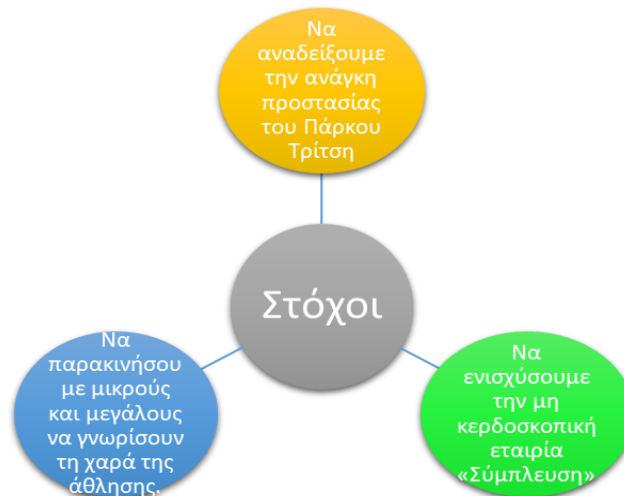 Να
αναδείξουμε
την ανάγκη
προστασίας
του Πάρκου
Τρίτση
Στόχοι
Να
παρακινήσου
με μικρούς
και μεγάλους
να γνωρίσουν
τη χαρά της
άθλησης.
Να
ενισχύσουμε
την μη
κερδοσκοπική
εταιρία
«Σύμπλευση»